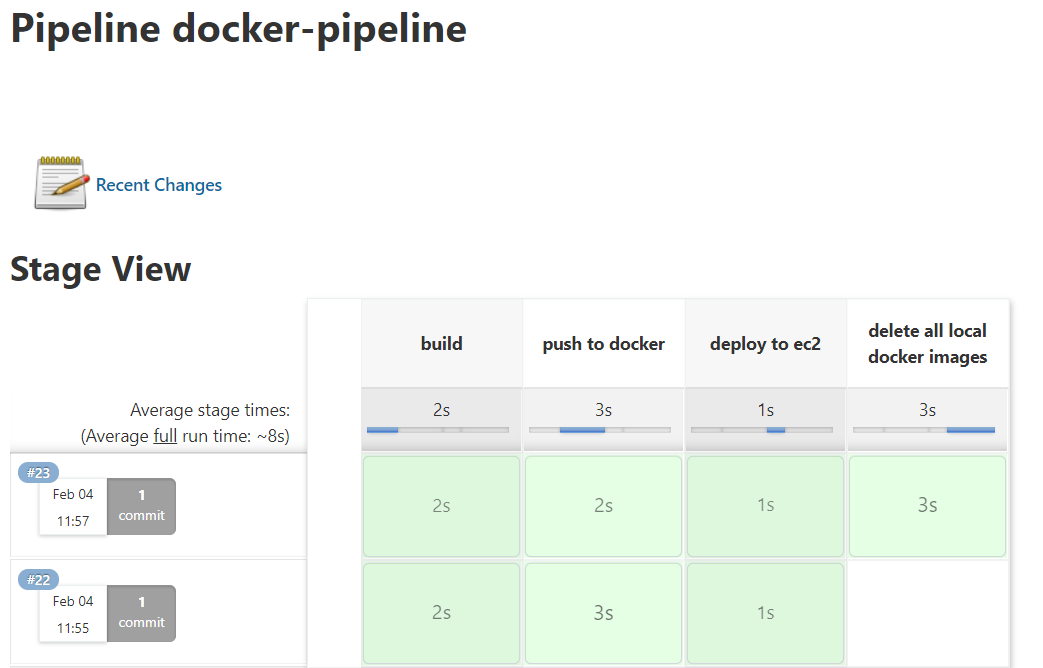 Pipeline docker-pipeline
Recent Changes
Stage View
build
push to docker
deploy to ec2
delete all local
docker images
Average stage times:
(Average full run time: ~8s)
2s
3s
1s
3s
#23
Feb 04
11:57
1
commit
2s
2s
1s
3s
#22
Feb 04
11:55
1
commit
2s
3s
1s